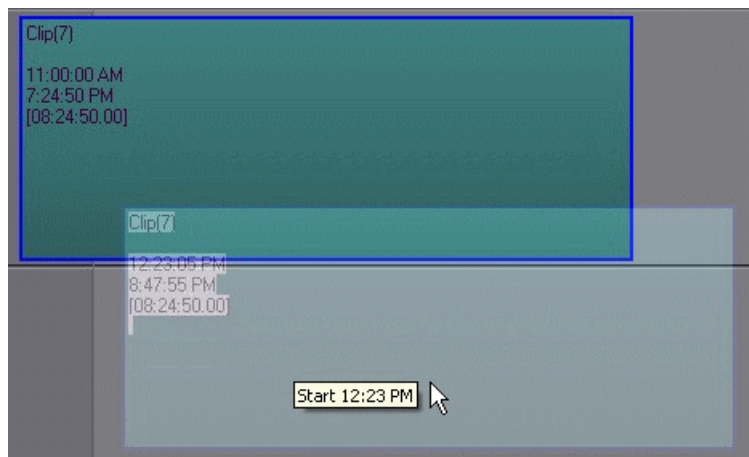 Clip(7)
11:00:00 AM
7:24:50 PM
[08:24:50.00]
Clip(7)
12:23:05 PM
8:47:55 PM
[08:24:50.00]
Start 12:23 PM